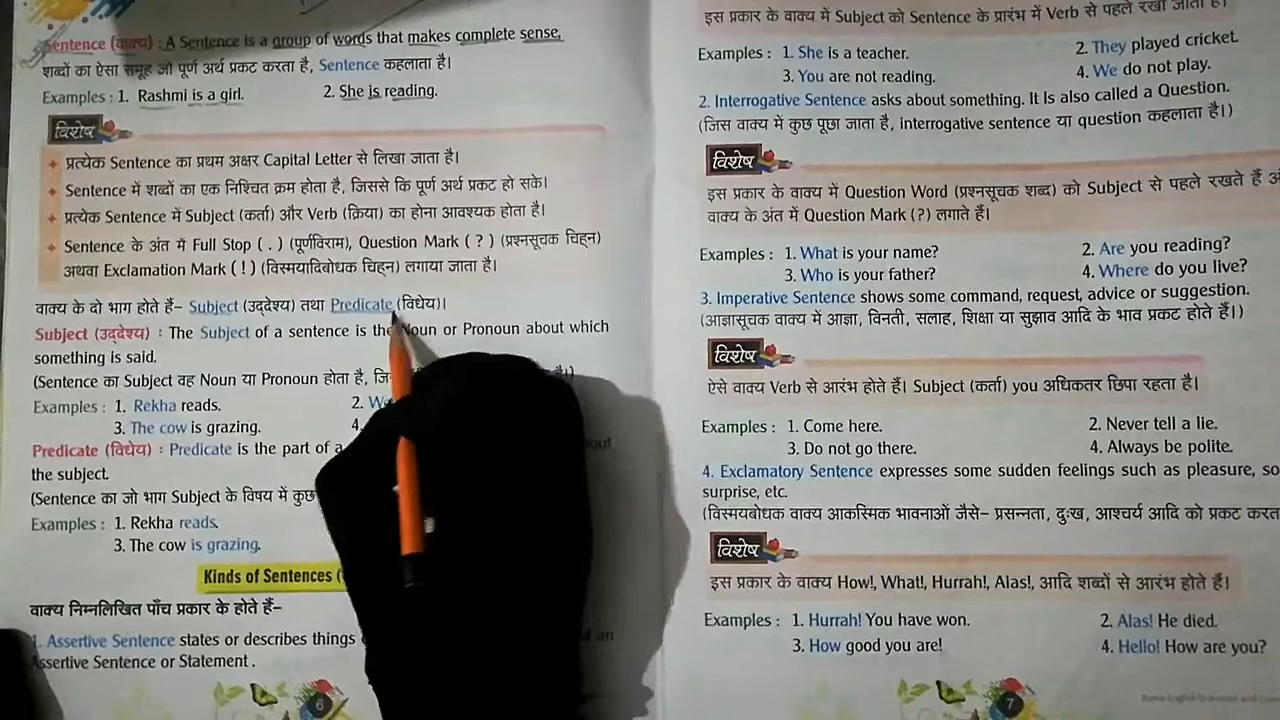 Sentence (वाक्य) : A Sentence is a group of words that makes complete sense.
शब्दों का ऐसा समूह जो पूर्ण अर्थ प्रकट करता है, Sentence कहलाता है।
Examples : 1. Rashmi is a girl. 2. She is reading.
विशेष
प्रत्येक Sentence का प्रथम अक्षर Capital Letter से लिखा जाता है।
Sentence में शब्दों का एक निश्चित क्रम होता है, जिससे कि पूर्ण अर्थ प्रकट हो सके।
प्रत्येक Sentence में Subject (कर्ता) और Verb (क्रिया) का होना आवश्यक होता है।
Sentence के अंत में Full Stop ( . ) (पूर्णविराम), Question Mark ( ? ) (प्रश्नसूचक चिह्न)
अथवा Exclamation Mark ( ! ) (विस्मयादिबोधक चिह्न) लगाया जाता है।
वाक्य के दो भाग होते हैं– Subject (उद्देश्य) तथा Predicate (विधेय)।
Subject (उद्देश्य) : The Subject of a sentence is the Noun or Pronoun about which
something is said.
(Sentence का Subject वह Noun या Pronoun होता है,
Examples : 1. Rekha reads. 2.
3. The cow is grazing. 4.
Predicate (विधेय) : Predicate is the part of a
the subject.
(Sentence का जो भाग Subject के विषय में कुछ
Examples : 1. Rekha reads.
3. The cow is grazing.
Kinds of Sentences
वाक्य निम्नलिखित पाँच प्रकार के होते हैं–
1. Assertive Sentence states or describes things
Assertive Sentence or Statement .
6
इस प्रकार के वाक्य में Subject को Sentence के प्रारंभ में Verb से पहले रखा जाता है।
Examples : 1. She is a teacher. 2. They played cricket.
3. You are not reading. 4. We do not play.
2. Interrogative Sentence asks about something. It Is also called a Question.
(जिस वाक्य में कुछ पूछा जाता है, interrogative sentence या question कहलाता है।)
विशेष
इस प्रकार के वाक्य में Question Word (प्रश्नसूचक शब्द) को Subject से पहले रखते हैं
वाक्य के अंत में Question Mark (?) लगाते हैं।
Examples : 1. What is your name? 2. Are you reading?
3. Who is your father? 4. Where do you live?
3. Imperative Sentence shows some command, request, advice or suggestion.
(आज्ञासूचक वाक्य में आज्ञा, विनती, सलाह, शिक्षा या सुझाव आदि के भाव प्रकट होते हैं।)
विशेष
ऐसे वाक्य Verb से आरंभ होते हैं। Subject (कर्ता) you अधिकतर छिपा रहता है।
Examples : 1. Come here. 2. Never tell a lie.
3. Do not go there. 4. Always be polite.
4. Exclamatory Sentence expresses some sudden feelings such as pleasure,
surprise, etc.
(विस्मयबोधक वाक्य आकस्मिक भावनाओं जैसे– प्रसन्नता, दुःख, आश्चर्य आदि को प्रकट
विशेष
इस प्रकार के वाक्य How!, What!, Hurrah!, Alas!, आदि शब्दों से आरंभ होते हैं।
Examples : 1. Hurrah! You have won. 2. Alas! He died.
3. How good you are! 4. Hello! How are you?
7